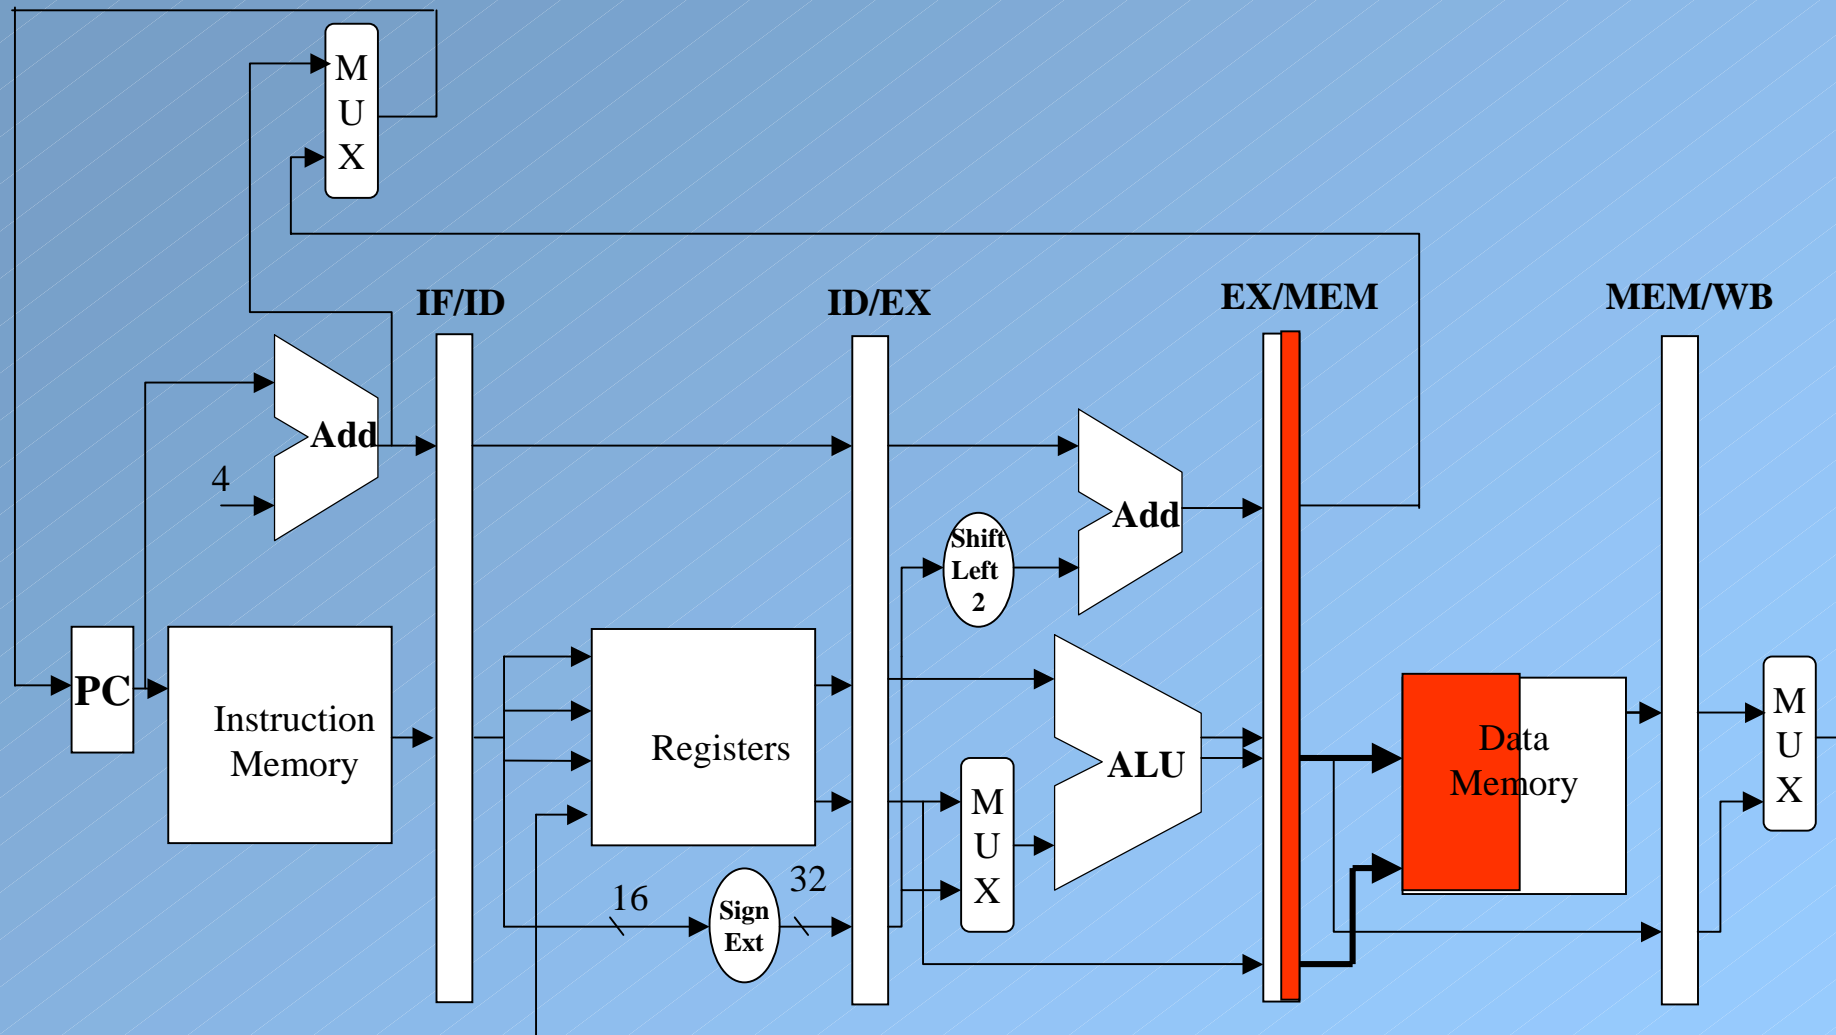 M
U
X
IF/ID
ID/EX
EX/MEM
MEM/WB
Add
4
Add
Shift
Left
2
PC
Instruction
Memory
Registers
ALU
M
U
X
Data
Memory
M
U
X
16
Sign
Ext
32